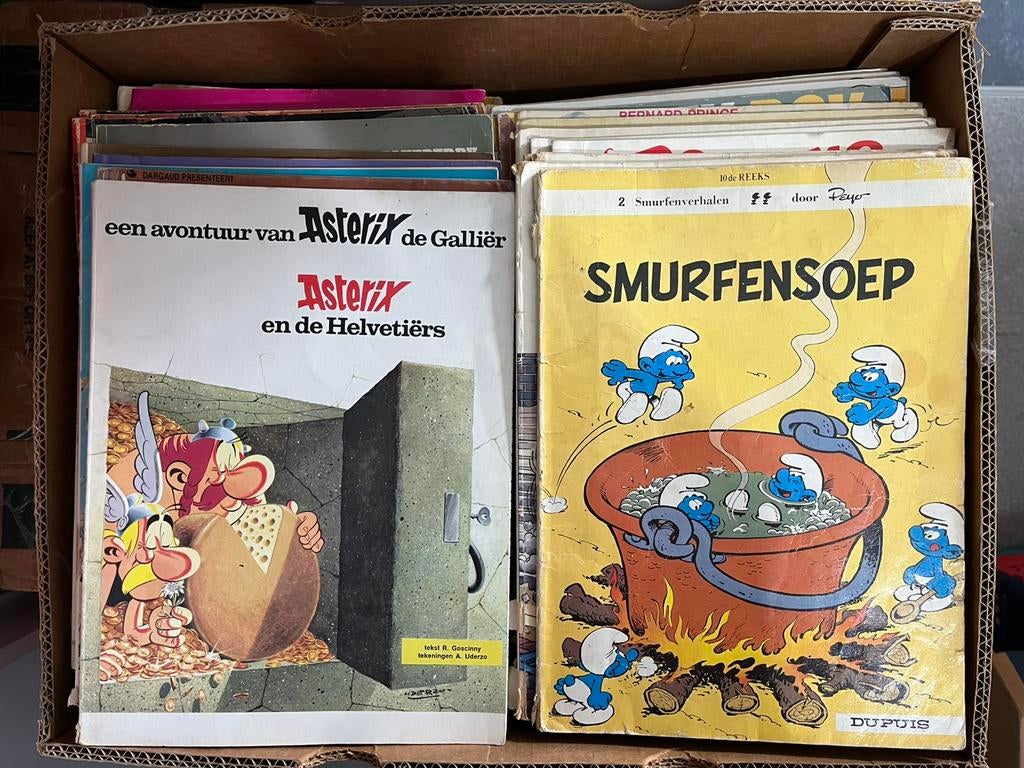 DARGAUD PRESENTEERT
een avontuur van Asterix de Galliër
Asterix
en de Helvetiërs
tekst R. Goscinny
tekeningen A. Uderzo
UDERZO
BERNARD PRINCE
10de REEKS
2 Smurfenverhalen door Peyo
SMURFENSOEP
DUPUIS